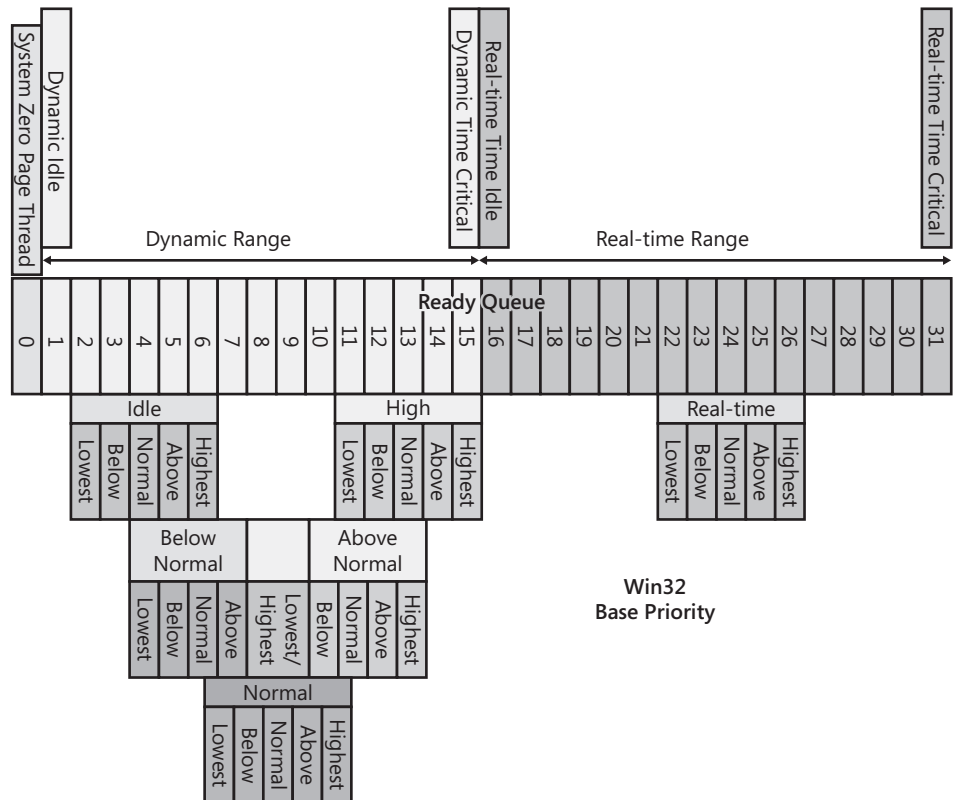 System Zero Page Thread
Dynamic Idle
Dynamic Time Critical
Real-time Time Idle
Real-time Time Critical
Dynamic Range
Real-time Range
Ready Queue
0
1
2
3
4
5
6
7
8
9
10
11
12
13
14
15
16
17
18
19
20
21
22
23
24
25
26
27
28
29
30
31
Idle
High
Real-time
Lowest
Below
Normal
Above
Highest
Lowest
Below
Normal
Above
Highest
Lowest
Below
Normal
Above
Highest
Below
Normal
Above
Normal
Lowest
Below
Normal
Above
Lowest/
Highest
Below
Normal
Above
Highest
Win32
Base Priority
Normal
Lowest
Below
Normal
Above
Highest